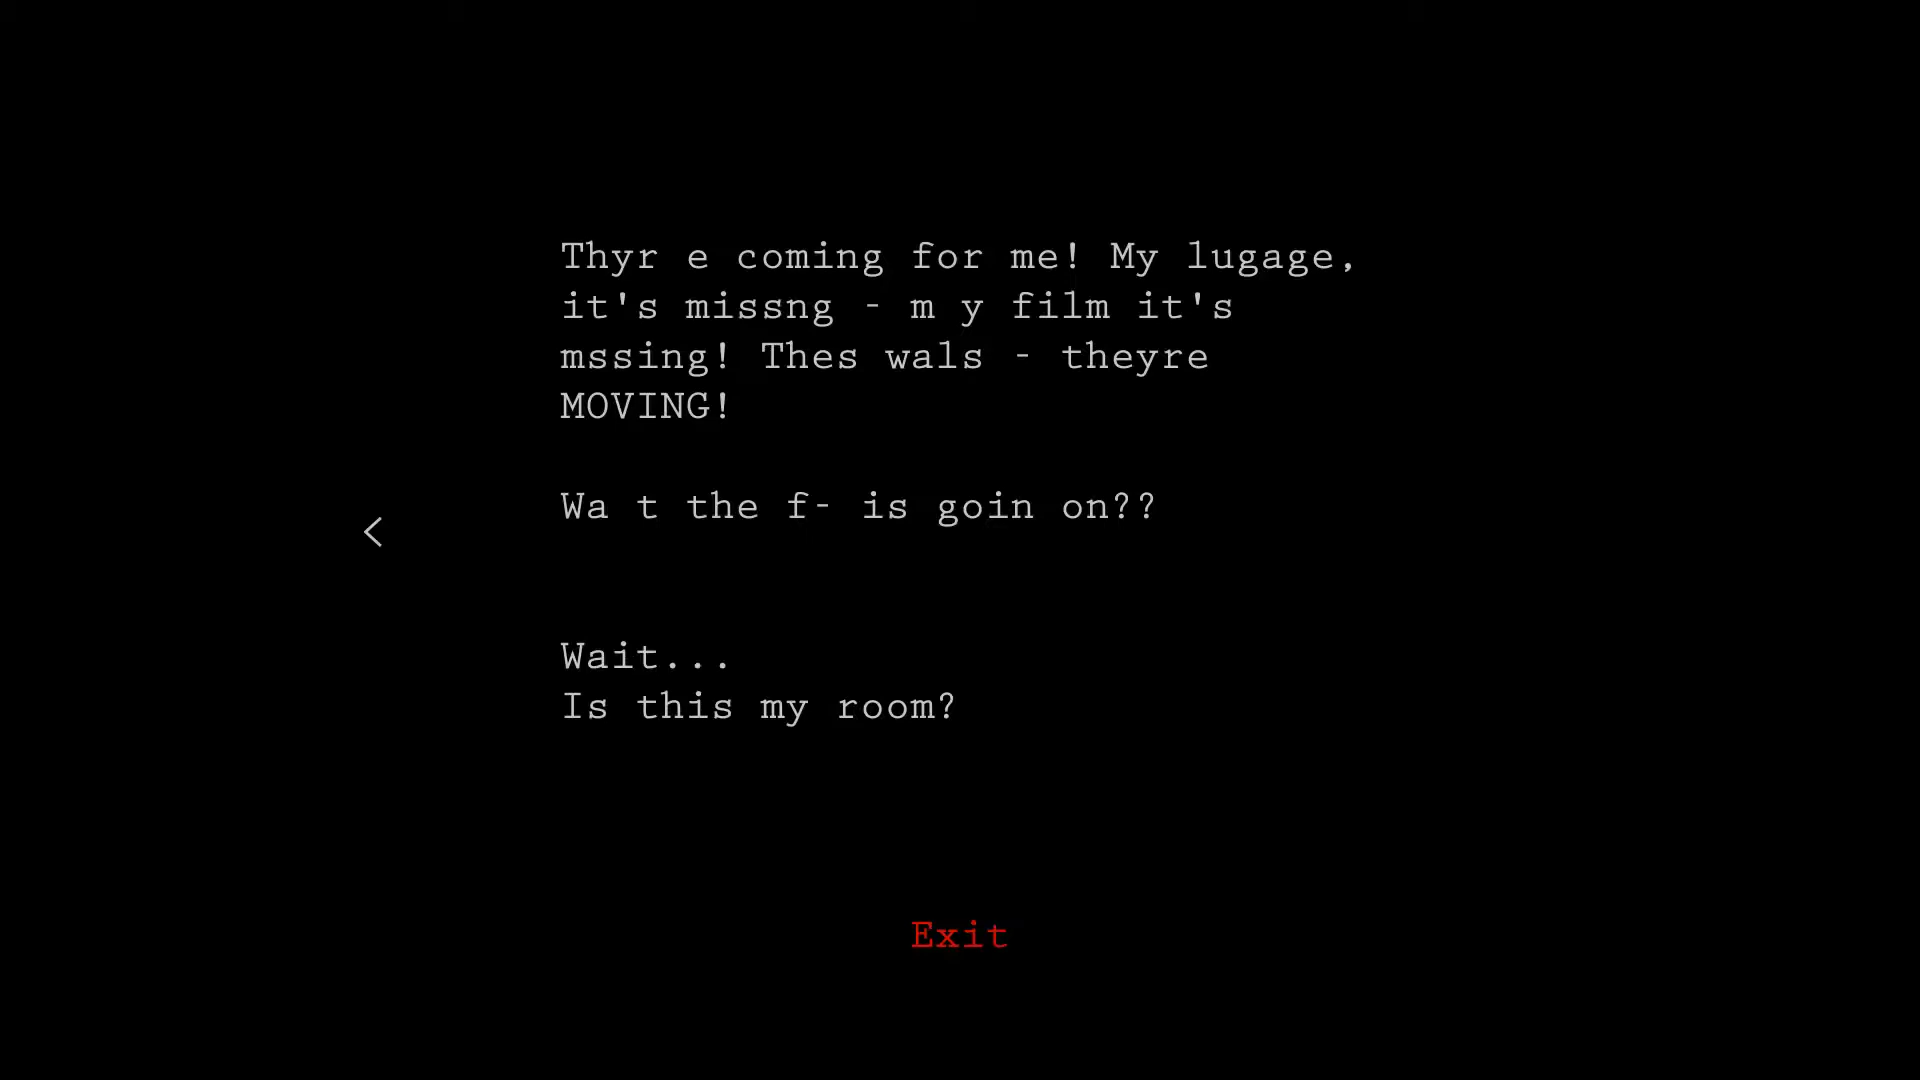 Thyr e coming for me! My lugage,
it's missng - m y film it's
mssing! Thes wals - theyre
MOVING!
Wa t the f- is goin on??
<
Wait...
Is this my room?
Exit